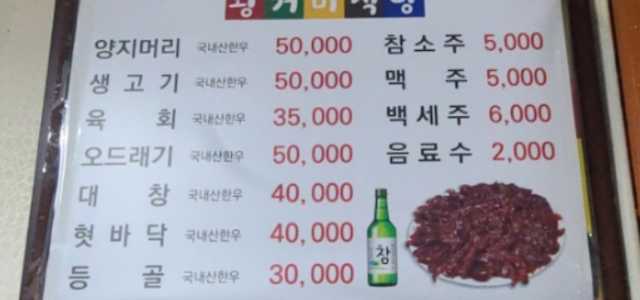 양지머리 국내산한우 50,000
생고기 국내산한우 50,000
육회 국내산한우 35,000
오드래기 국내산한우 50,000
대창 국내산한우 40,000
혓바닥 국내산한우 40,000
등골 국내산한우 30,000
참소주 5,000
맥주 5,000
백세주 6,000
음료수 2,000
참